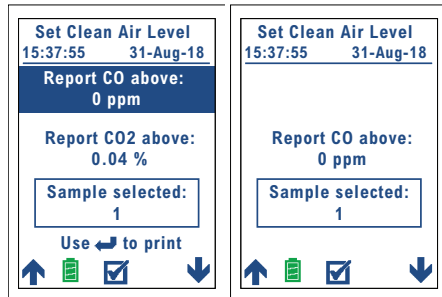 Set Clean Air Level
15:37:55 31-Aug-18
Report CO above:
0 ppm
Report CO2 above:
0.04 %
Sample selected:
1
Use to print
Set Clean Air Level
15:37:55 31-Aug-18
Report CO above:
0 ppm
Sample selected:
1